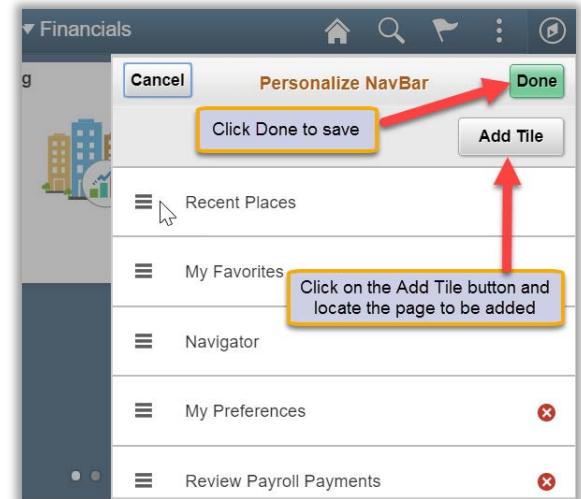 Financials
g
Cancel
Personalize NavBar
Done
Click Done to save
Add Tile
Recent Places
My Favorites
Click on the Add Tile button and
locate the page to be added
Navigator
My Preferences
Review Payroll Payments